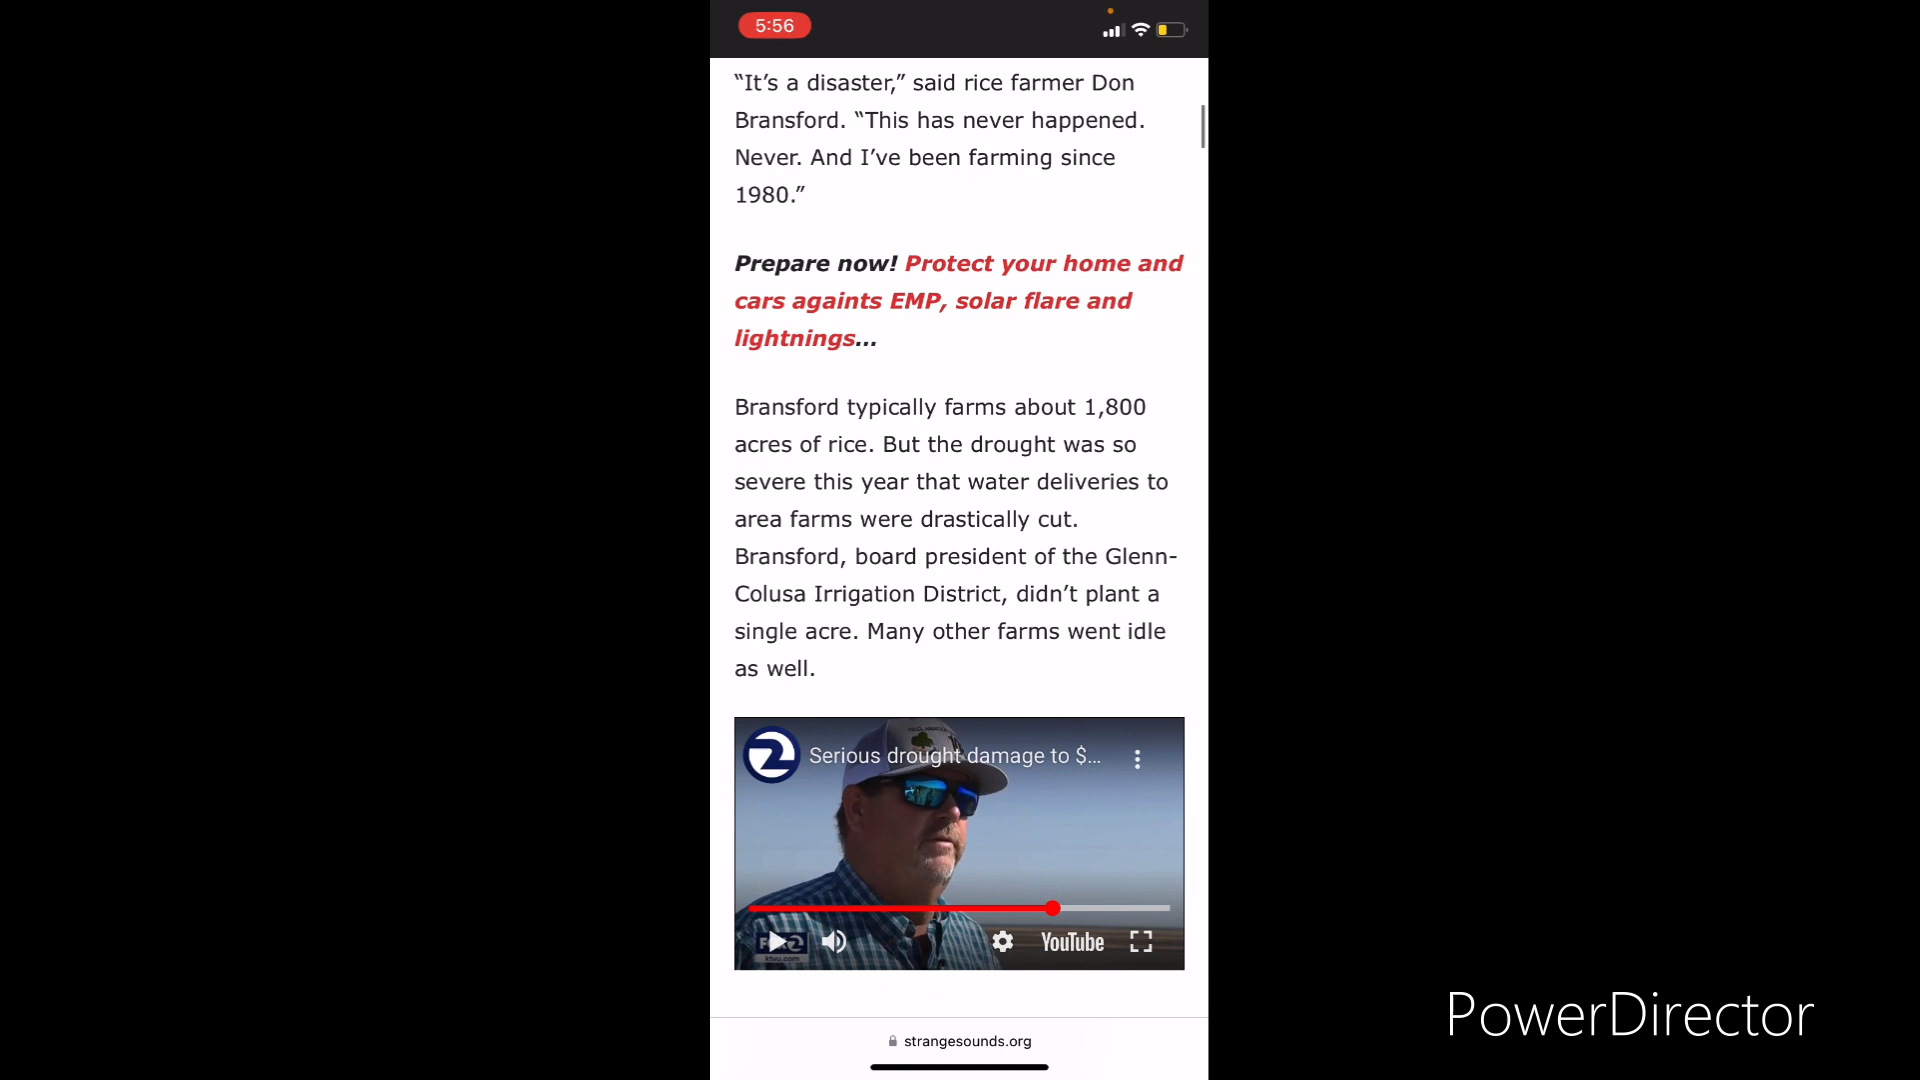 5:56
“It’s a disaster,” said rice farmer Don
Bransford. “This has never happened.
Never. And I’ve been farming since
1980.”
Prepare now! Protect your home and
cars againts EMP, solar flare and
lightnings...
Bransford typically farms about 1,800
acres of rice. But the drought was so
severe this year that water deliveries to
area farms were drastically cut.
Bransford, board president of the Glenn-
Colusa Irrigation District, didn’t plant a
single acre. Many other farms went idle
as well.
2 Serious drought damage to $...
ktvu.com
YouTube
strangesounds.org
PowerDirector